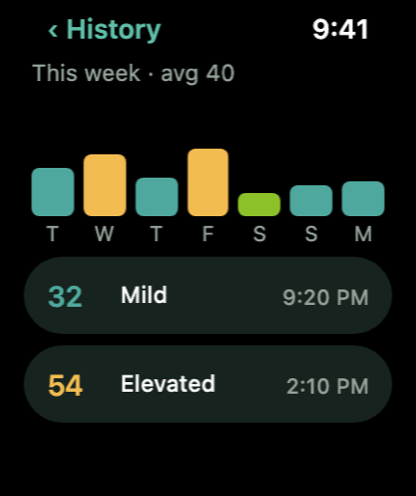 ‹ History 9:41
This week · avg 40
T W T F S S M
32 Mild 9:20 PM
54 Elevated 2:10 PM